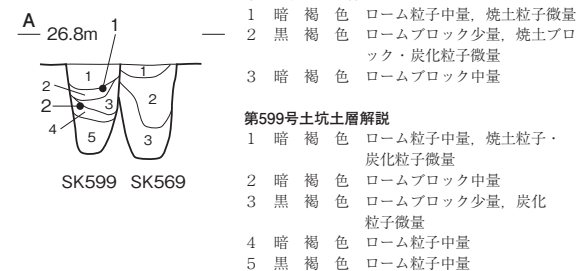 A
26.8m
1
1
1
2
2
3
2
4
5
3
SK599 SK569
1 暗 褐 色 ローム粒子中量，焼土粒子微量
2 黒 褐 色 ロームブロック少量，焼土ブロ
ック・炭化粒子微量
3 暗 褐 色 ロームブロック中量
第599号土坑土層解説
1 暗 褐 色 ローム粒子中量，焼土粒子・
炭化粒子微量
2 暗 褐 色 ロームブロック中量
3 黒 褐 色 ロームブロック少量，炭化
粒子微量
4 暗 褐 色 ローム粒子中量
5 黒 褐 色 ローム粒子中量